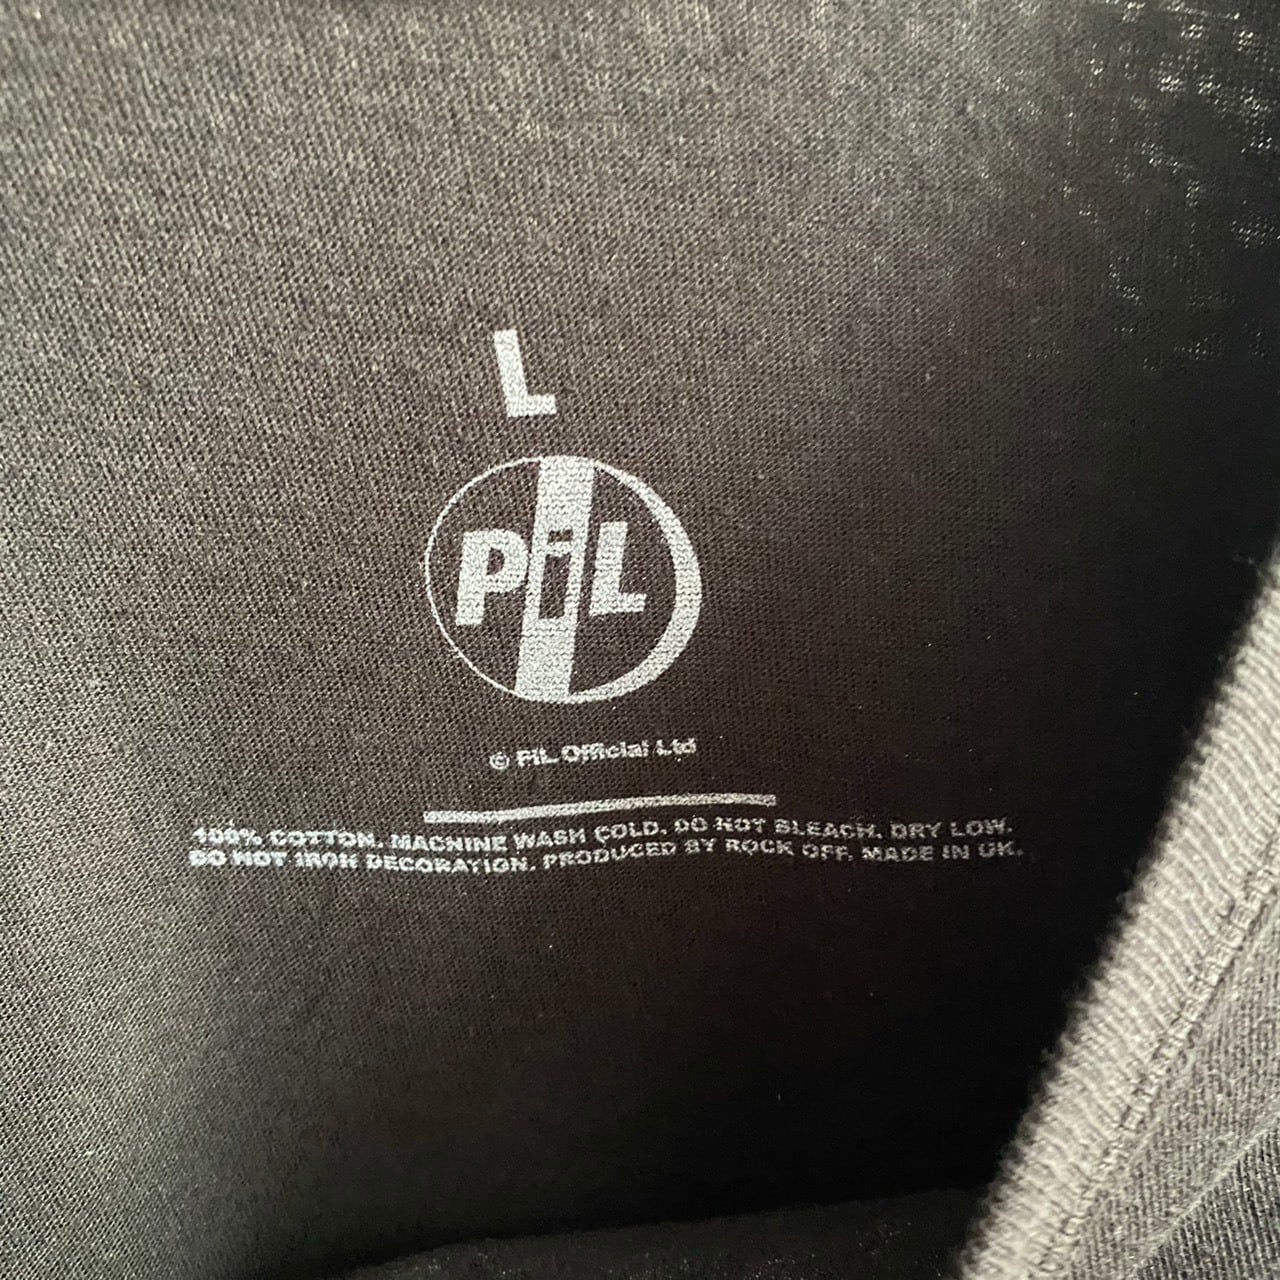 L
PiL
© PiL Official Ltd
100% COTTON. MACHINE WASH COLD. DO NOT BLEACH. DRY LOW.
DO NOT IRON DECORATION. PRODUCED BY ROCK OFF. MADE IN UK.